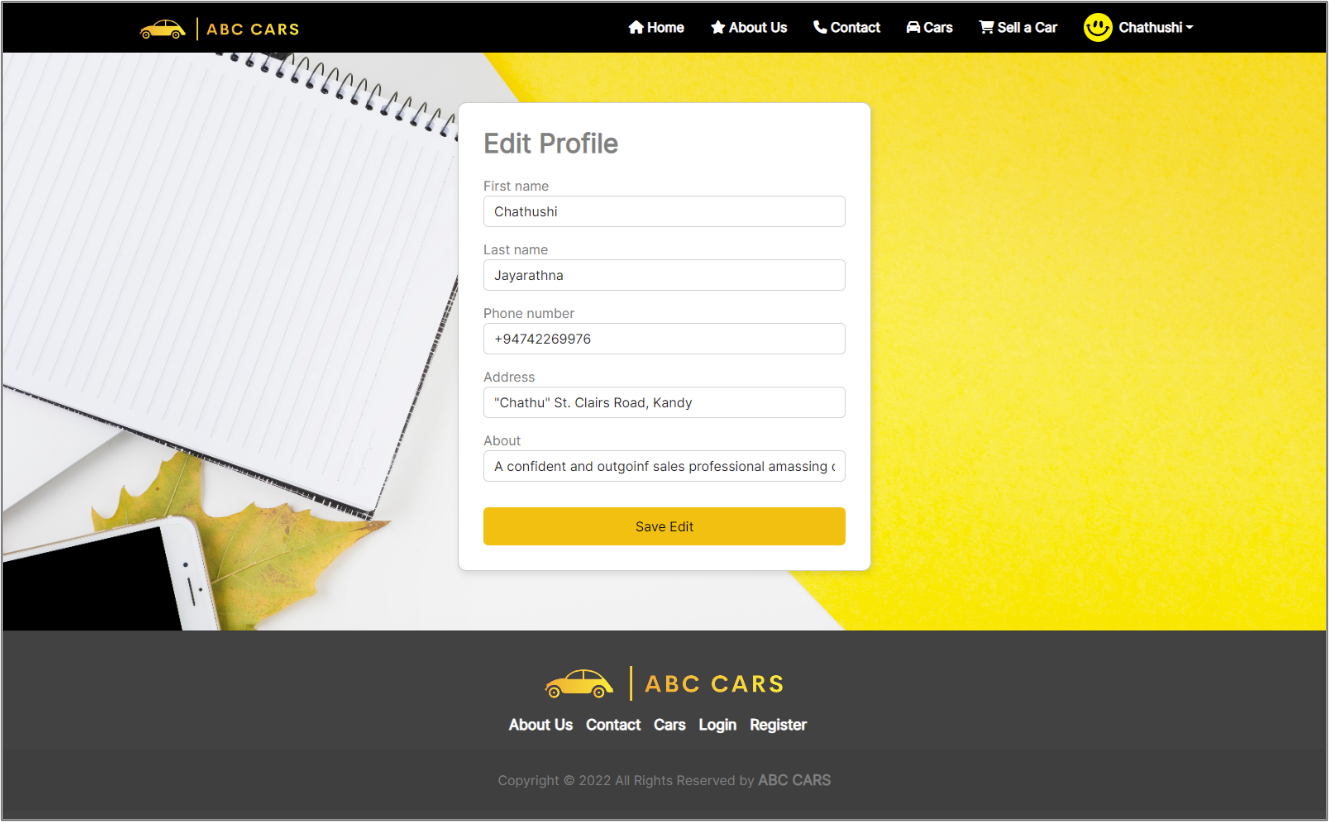 ABC CARS Home About Us Contact Cars Sell a Car Chathushi
Edit Profile
First name
Chathushi
Last name
Jayarathna
Phone number
+94742269976
Address
"Chathu" St. Clairs Road, Kandy
About
A confident and outgoinf sales professional amassing
Save Edit
ABC CARS
About Us Contact Cars Login Register
Copyright © 2022 All Rights Reserved by ABC CARS